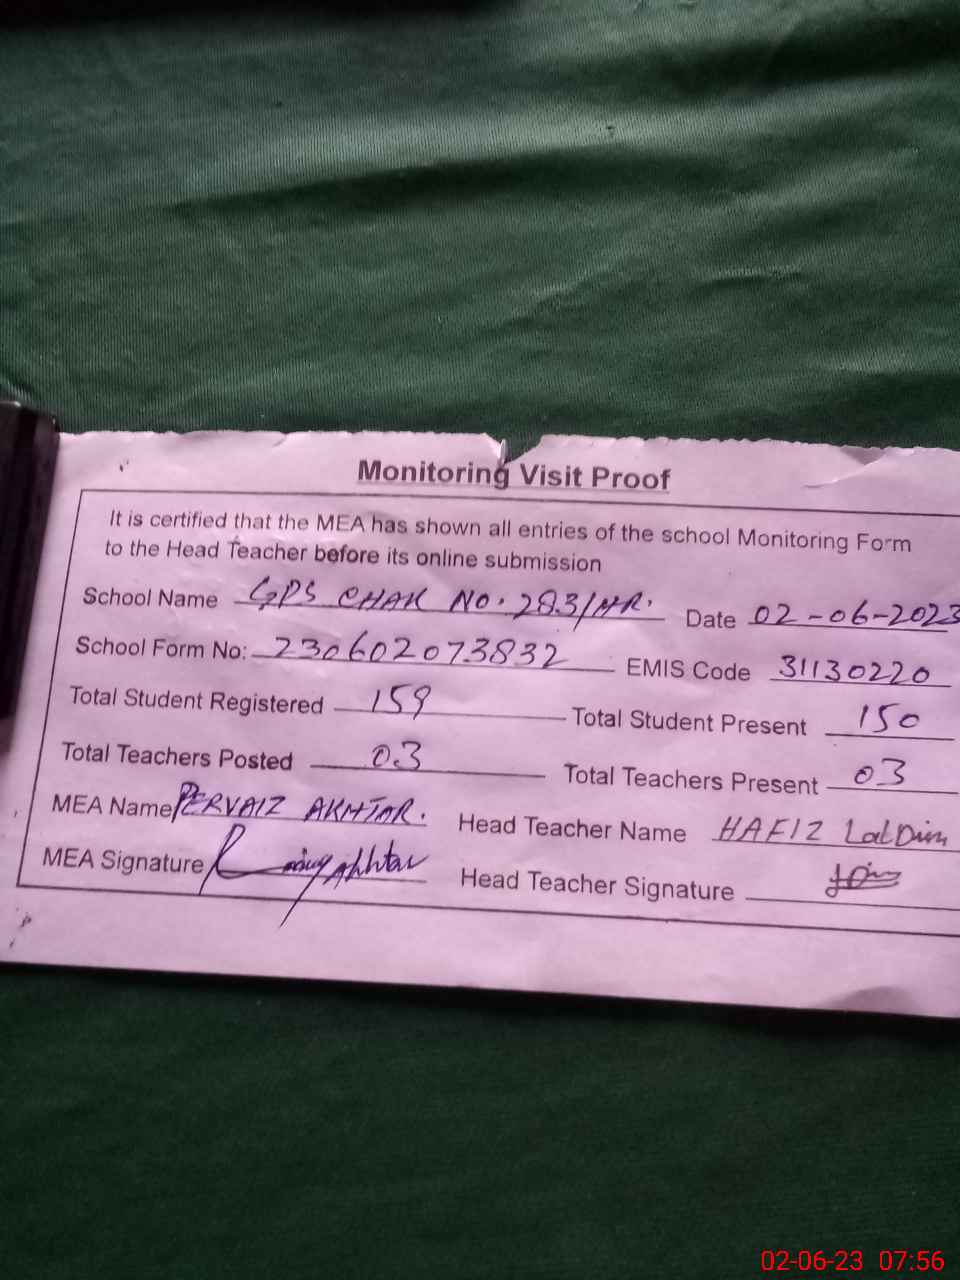 Monitoring Visit Proof
It is certified that the MEA has shown all entries of the school Monitoring Form
to the Head Teacher before its online submission
School Name GPS CHAK NO. 283/HR. Date 02-06-2023
School Form No: 230602073832 EMIS Code 31130220
Total Student Registered 159 Total Student Present 150
Total Teachers Posted 03 Total Teachers Present 03
MEA Name PERVAIZ AKHTAR. Head Teacher Name HAFIZ Lal Din
MEA Signature Head Teacher Signature
02-06-23 07:56